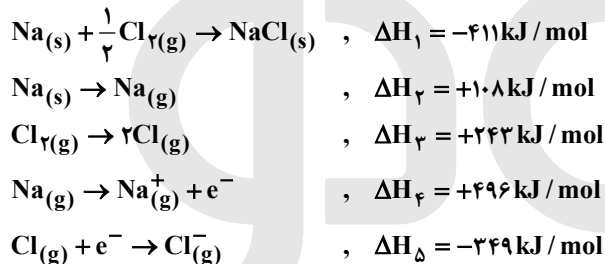 Na(s) + ۱/۲ Cl۲(g) → NaCl(s) , ΔH۱ = −۴۱۱kJ / mol
Na(s) → Na(g) , ΔH۲ = +۱۰۸kJ / mol
Cl۲(g) → ۲Cl(g) , ΔH۳ = +۲۴۳kJ / mol
Na(g) → Na⁺(g) + e⁻ , ΔH۴ = +۴۹۶kJ / mol
Cl(g) + e⁻ → Cl⁻(g) , ΔH۵ = −۳۴۹kJ / mol